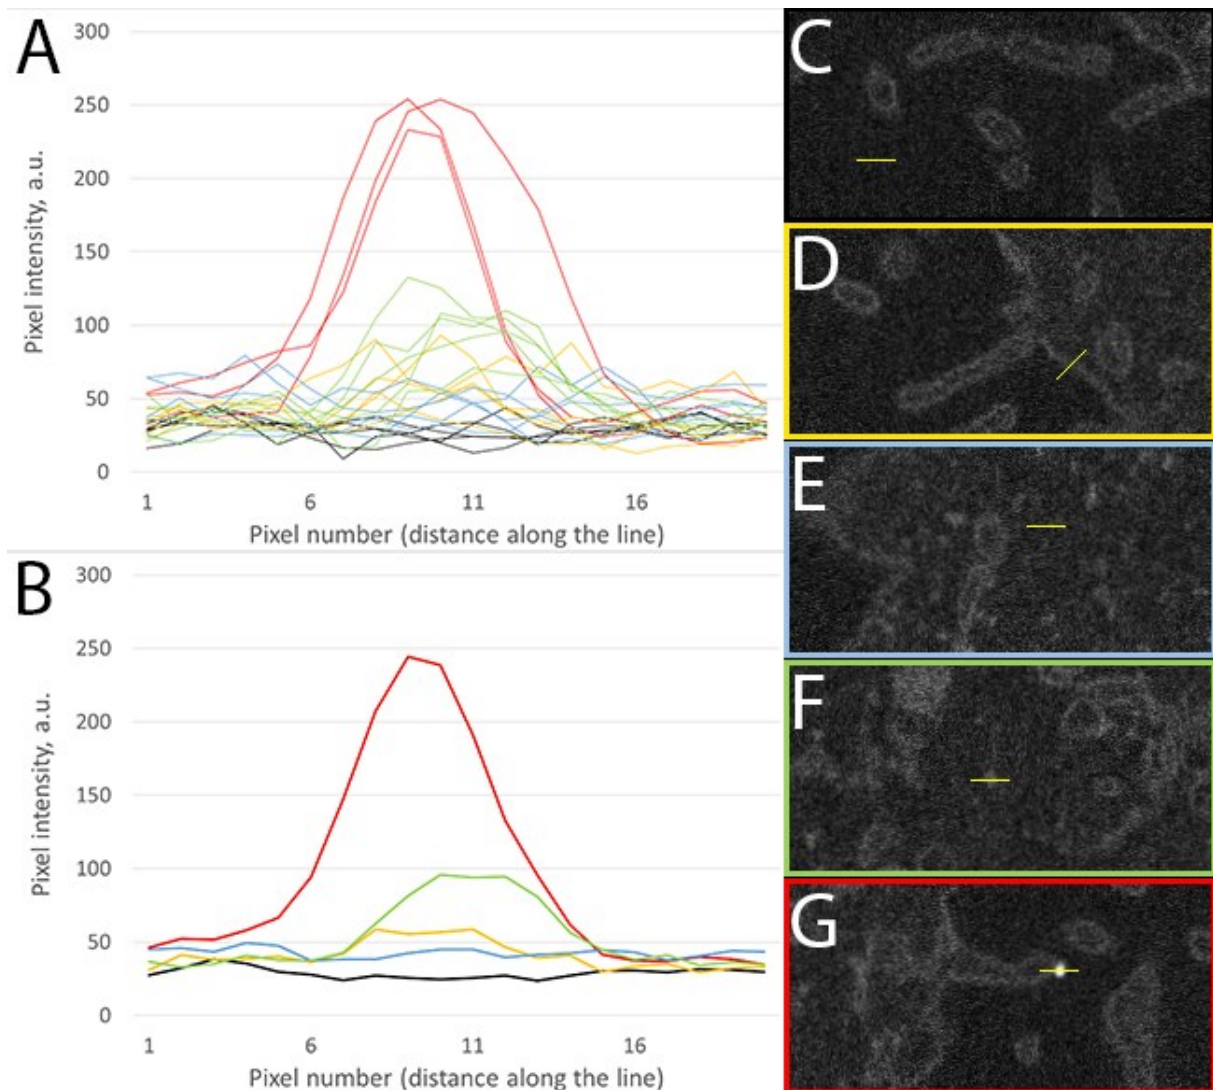 A
300
250
200
150
100
50
0
1 6 11 16
Pixel number (distance along the line)
Pixel intensity, a.u.
B
300
250
200
150
100
50
0
1 6 11 16
Pixel number (distance along the line)
Pixel intensity, a.u.
C
D
E
F
G